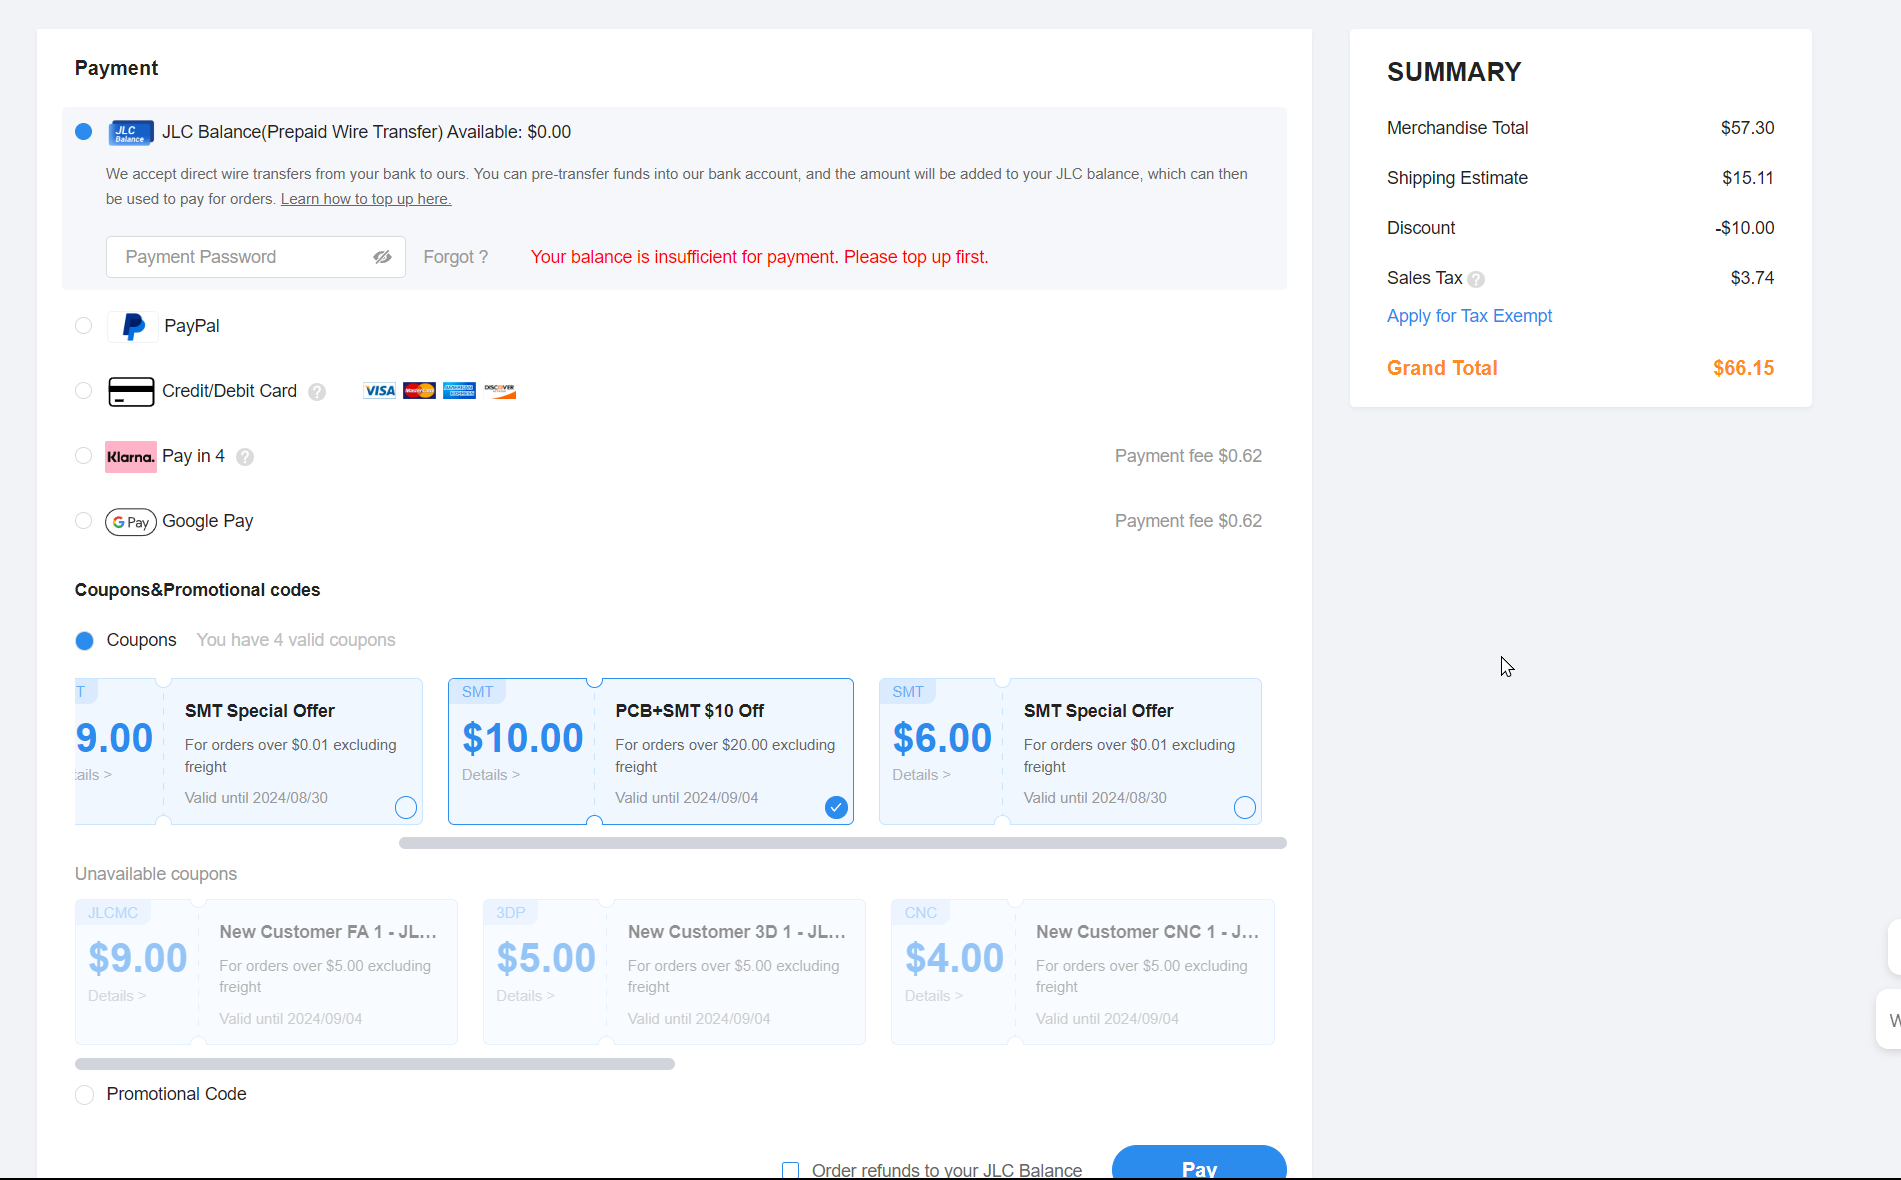 Payment
JLC Balance
JLC Balance(Prepaid Wire Transfer) Available: $0.00
We accept direct wire transfers from your bank to ours. You can pre-transfer funds into our bank account, and the amount will be added to your JLC balance, which can then
be used to pay for orders. Learn how to top up here.
Payment Password
Forgot ?
Your balance is insufficient for payment. Please top up first.
PayPal
Credit/Debit Card ?
VISA MasterCard AMERICAN EXPRESS DISCOVER
Klarna. Pay in 4 ?
Payment fee $0.62
G Pay Google Pay
Payment fee $0.62
Coupons&Promotional codes
Coupons You have 4 valid coupons
T
9.00
ails >
SMT Special Offer
For orders over $0.01 excluding
freight
Valid until 2024/08/30
SMT
$10.00
Details >
PCB+SMT $10 Off
For orders over $20.00 excluding
freight
Valid until 2024/09/04
SMT
$6.00
Details >
SMT Special Offer
For orders over $0.01 excluding
freight
Valid until 2024/08/30
Unavailable coupons
JLCMC
$9.00
Details >
New Customer FA 1 - JL...
For orders over $5.00 excluding
freight
Valid until 2024/09/04
3DP
$5.00
Details >
New Customer 3D 1 - JL...
For orders over $5.00 excluding
freight
Valid until 2024/09/04
CNC
$4.00
Details >
New Customer CNC 1 - J...
For orders over $5.00 excluding
freight
Valid until 2024/09/04
Promotional Code
Order refunds to your JLC Balance
Pay
SUMMARY
Merchandise Total $57.30
Shipping Estimate $15.11
Discount -$10.00
Sales Tax ? $3.74
Apply for Tax Exempt
Grand Total $66.15
W